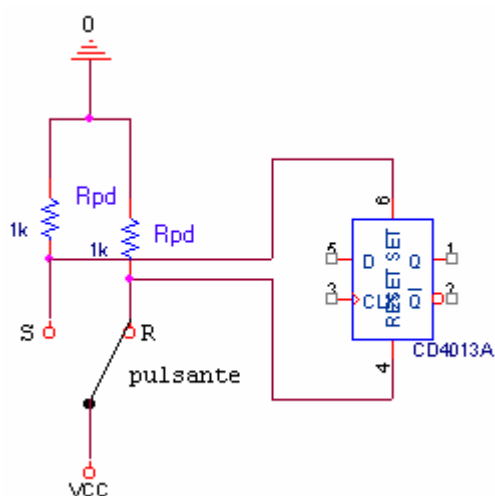 0
Rpd
1k
1k
Rpd
S
R
pulsante
VCC
6
5
D
SET
Q
1
3
CLK
RESET
Q
2
4
CD4013A